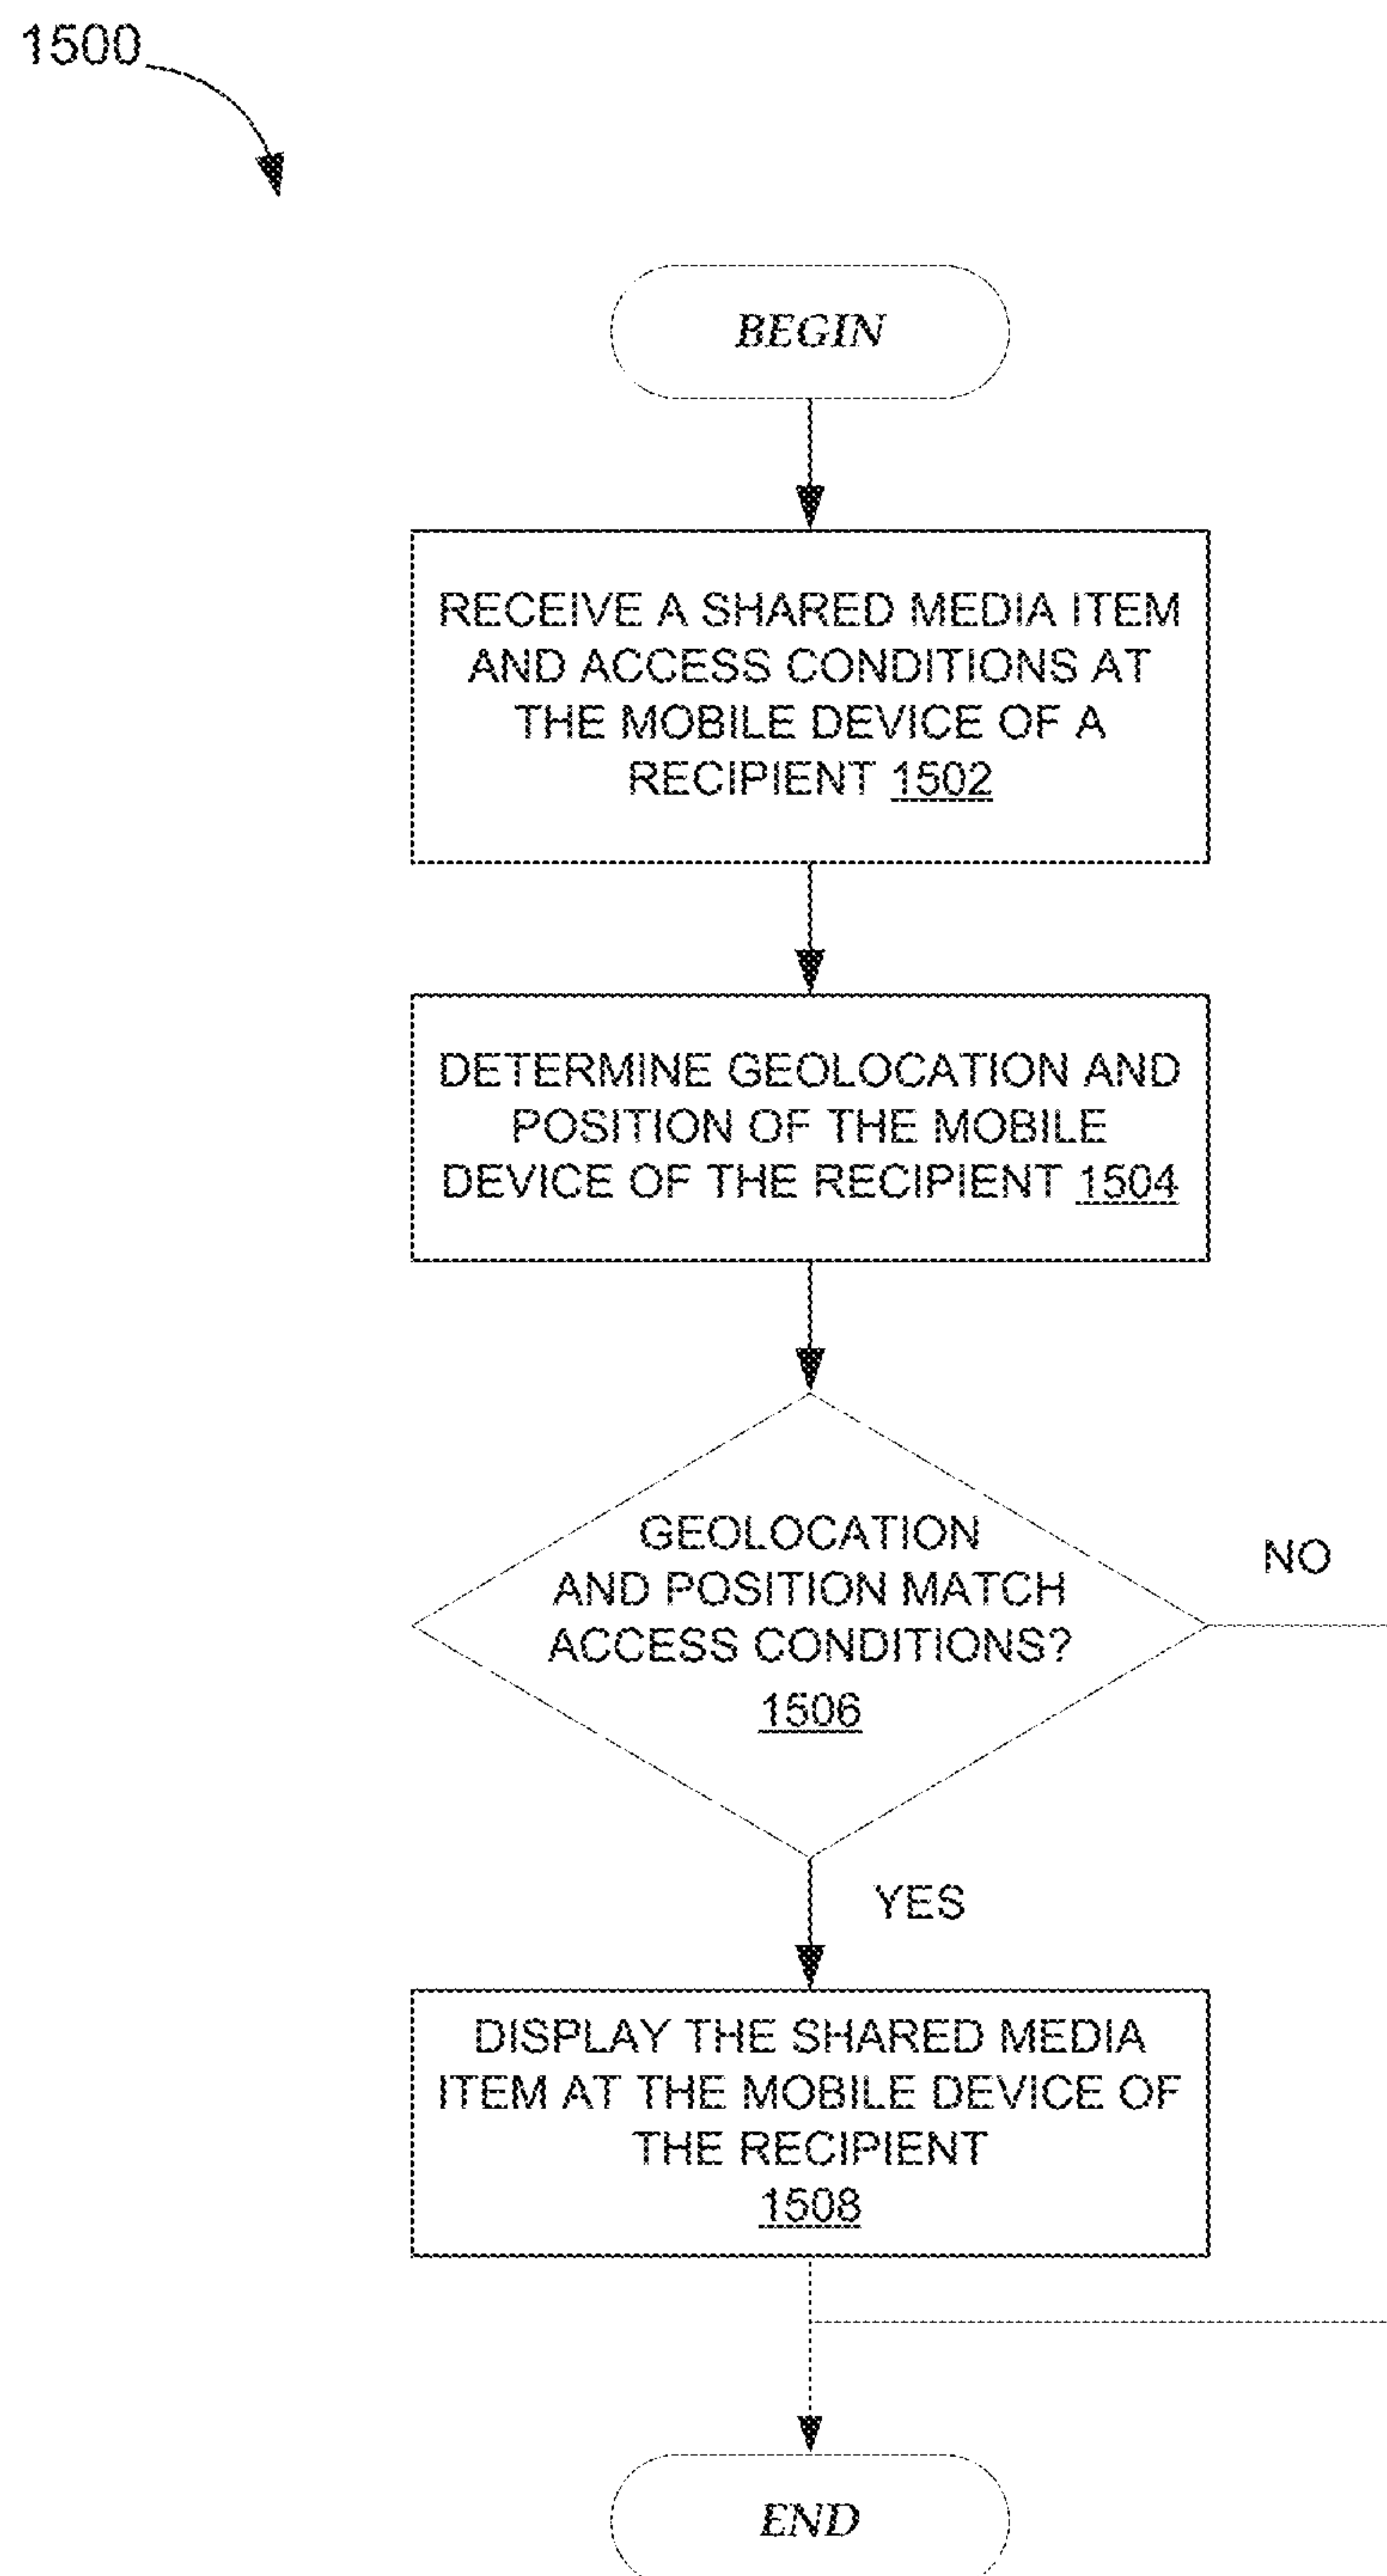 1500
BEGIN
RECEIVE A SHARED MEDIA ITEM
AND ACCESS CONDITIONS AT
THE MOBILE DEVICE OF A
RECIPIENT 1502
DETERMINE GEOLOCATION AND
POSITION OF THE MOBILE
DEVICE OF THE RECIPIENT 1504
GEOLOCATION
AND POSITION MATCH
ACCESS CONDITIONS?
1506
NO
YES
DISPLAY THE SHARED MEDIA
ITEM AT THE MOBILE DEVICE OF
THE RECIPIENT
1508
END